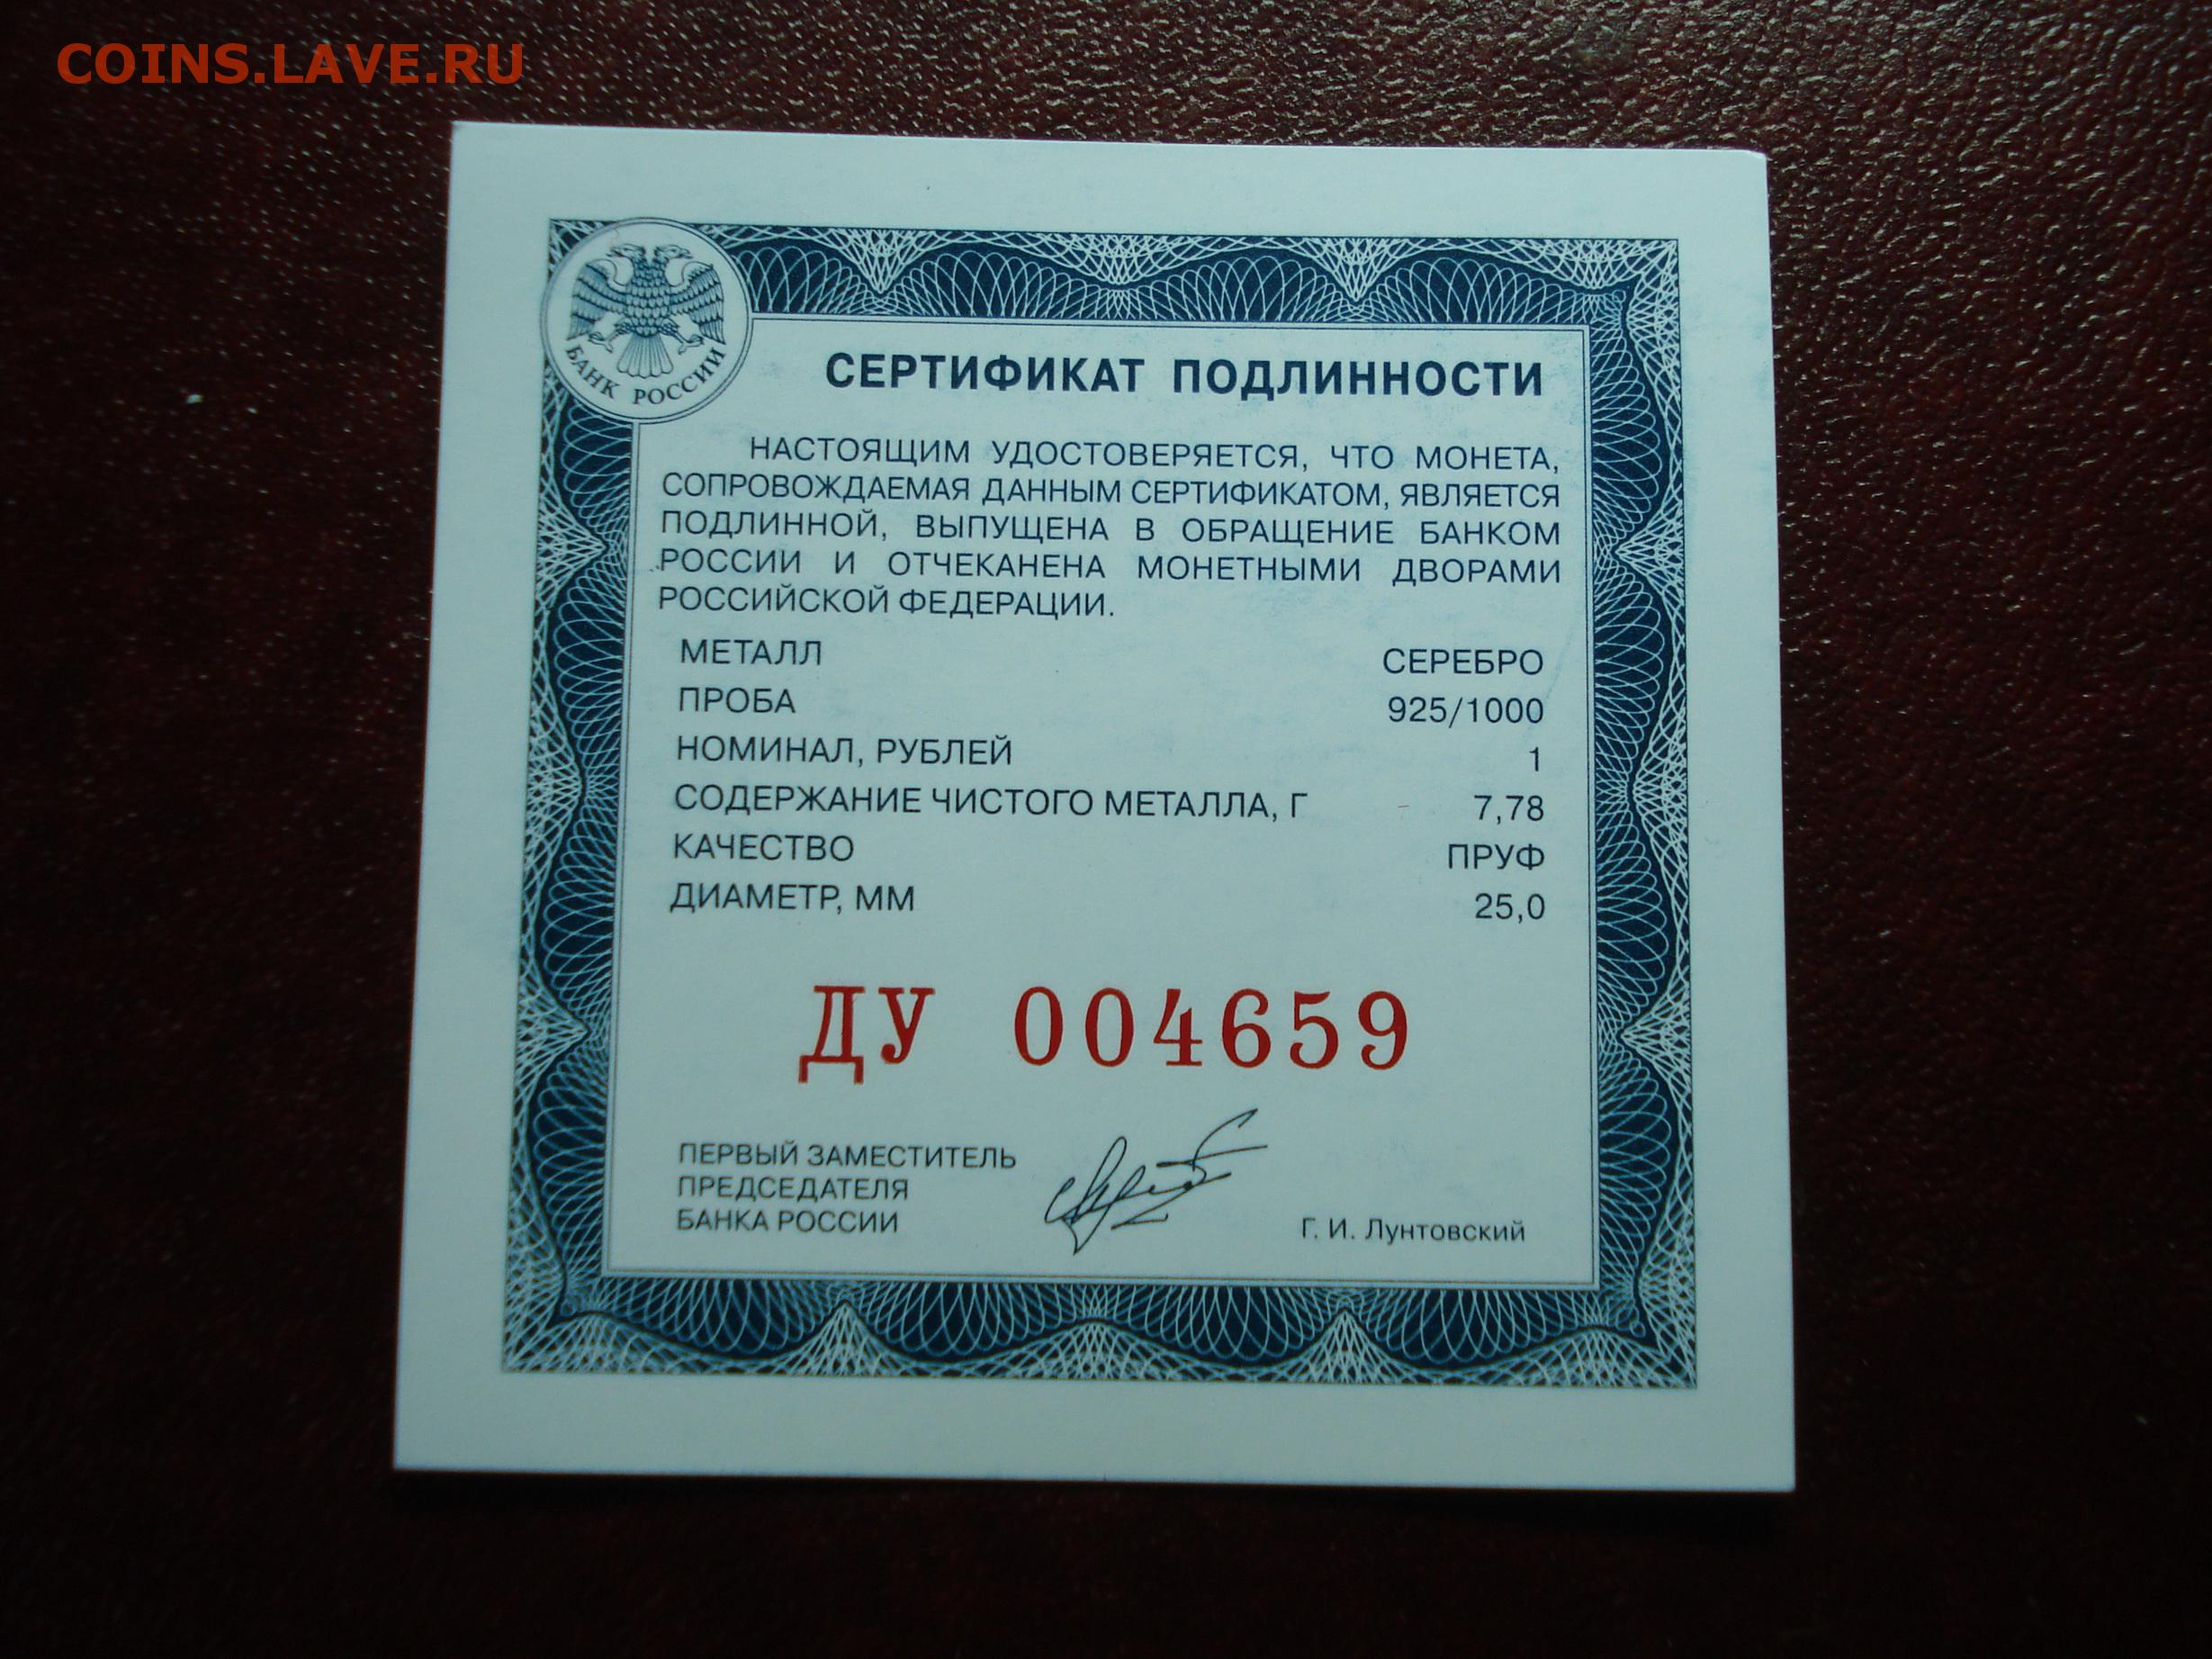 COINS.LAVE.RU
БАНК РОССИИ
СЕРТИФИКАТ ПОДЛИННОСТИ
НАСТОЯЩИМ УДОСТОВЕРЯЕТСЯ, ЧТО МОНЕТА,
СОПРОВОЖДАЕМАЯ ДАННЫМ СЕРТИФИКАТОМ, ЯВЛЯЕТСЯ
ПОДЛИННОЙ, ВЫПУЩЕНА В ОБРАЩЕНИЕ БАНКОМ
РОССИИ И ОТЧЕКАНЕНА МОНЕТНЫМИ ДВОРАМИ
РОССИЙСКОЙ ФЕДЕРАЦИИ.
МЕТАЛЛ СЕРЕБРО
ПРОБА 925/1000
НОМИНАЛ, РУБЛЕЙ 1
СОДЕРЖАНИЕ ЧИСТОГО МЕТАЛЛА, Г 7,78
КАЧЕСТВО ПРУФ
ДИАМЕТР, ММ 25,0
ДУ 004659
ПЕРВЫЙ ЗАМЕСТИТЕЛЬ
ПРЕДСЕДАТЕЛЯ
БАНКА РОССИИ Г. И. Лунтовский